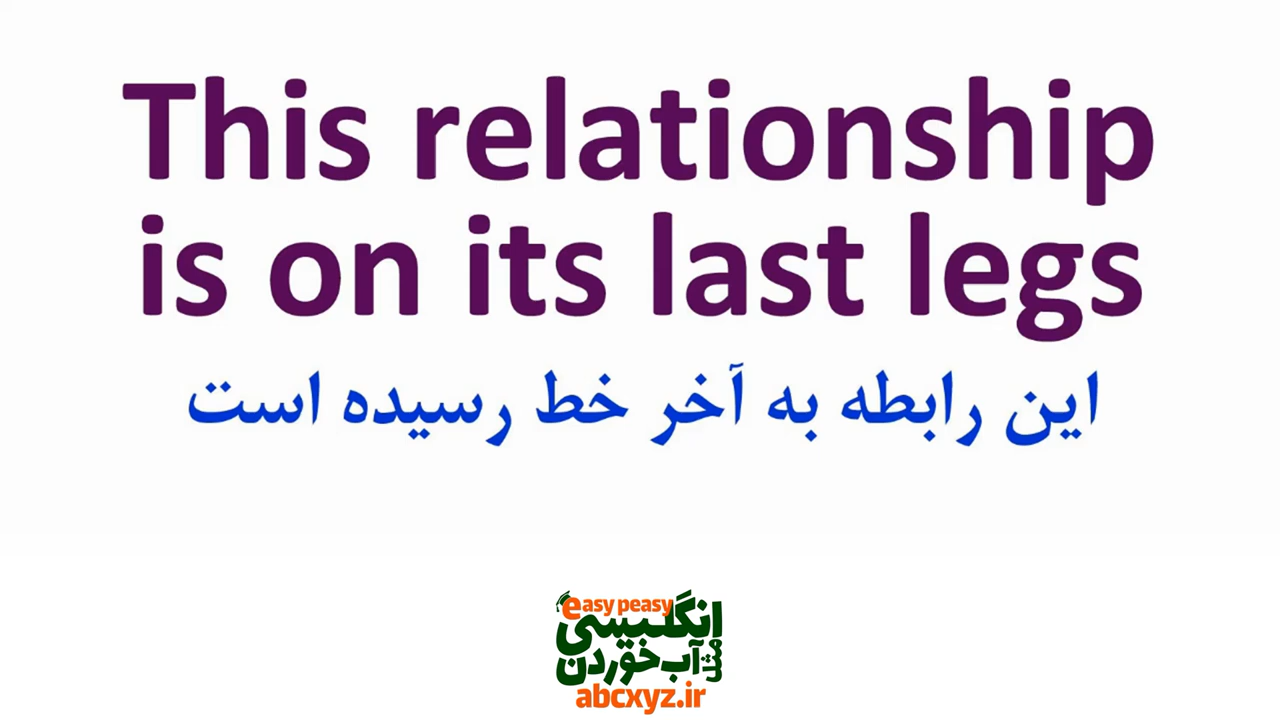 This relationship
is on its last legs
این رابطه به آخر خط رسیده است
easy peasy
انگلیسی
مثل آب خوردن
abcxyz.ir